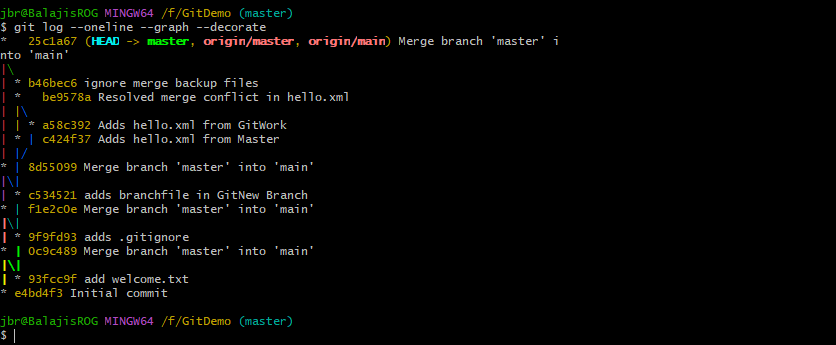 jbr@BalajisROG MINGW64 /f/GitDemo (master)
$ git log --oneline --graph --decorate
*   25c1a67 (HEAD -> master, origin/master, origin/main) Merge branch 'master' i
nto 'main'
|\
| * b46bec6 ignore merge backup files
| *   be9578a Resolved merge conflict in hello.xml
| |\
| | * a58c392 Adds hello.xml from GitWork
| * | c424f37 Adds hello.xml from Master
| |/
* | 8d55099 Merge branch 'master' into 'main'
|\|
| * c534521 adds branchfile in GitNew Branch
* | f1e2c0e Merge branch 'master' into 'main'
|\|
| * 9f9fd93 adds .gitignore
* | 0c9c489 Merge branch 'master' into 'main'
|\|
| * 93fcc9f add welcome.txt
* e4bd4f3 Initial commit
jbr@BalajisROG MINGW64 /f/GitDemo (master)
$